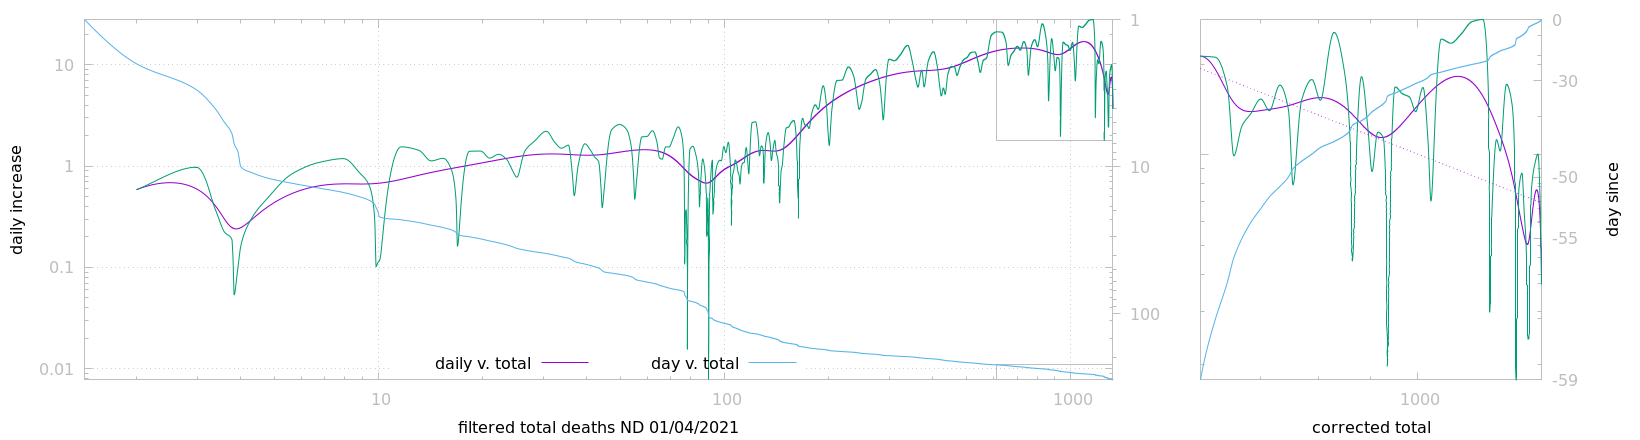 daily increase
10
1
0.1
0.01
10
100
1000
filtered total deaths ND 01/04/2021
daily v. total
day v. total
1
10
100
1000
corrected total
0
-30
-50
-55
-59
day since